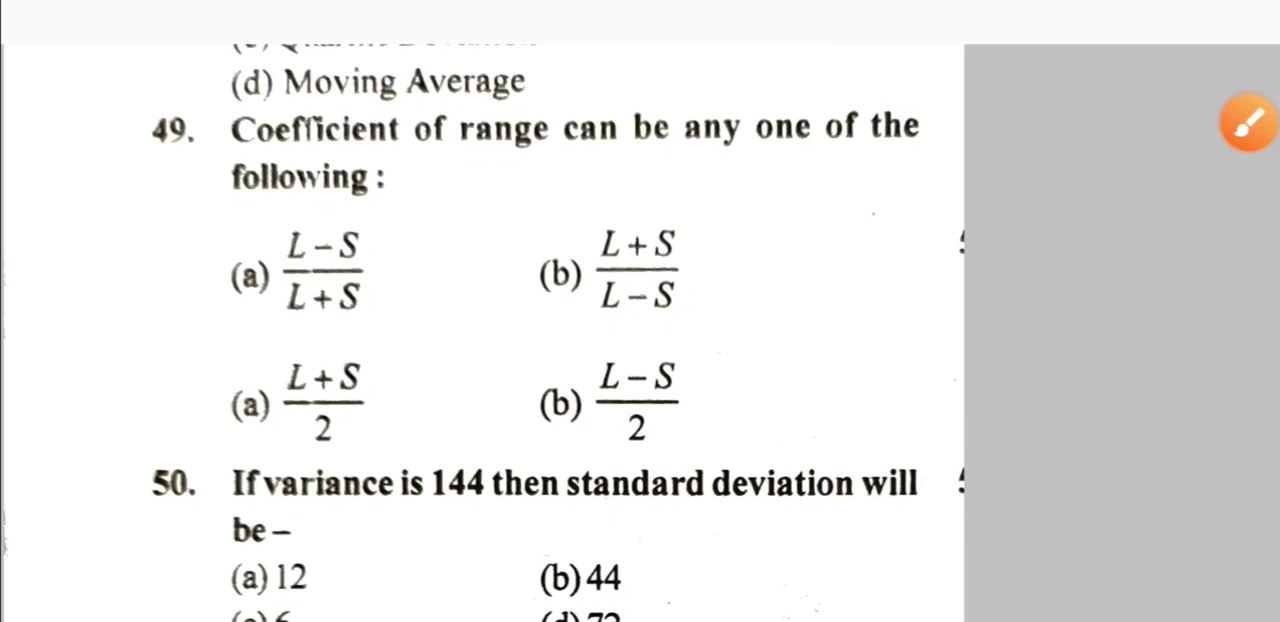 (d) Moving Average
49. Coefficient of range can be any one of the
following :
(a) L – S / L + S (b) L + S / L – S
(a) L + S / 2 (b) L – S / 2
50. If variance is 144 then standard deviation will
be –
(a) 12 (b) 44